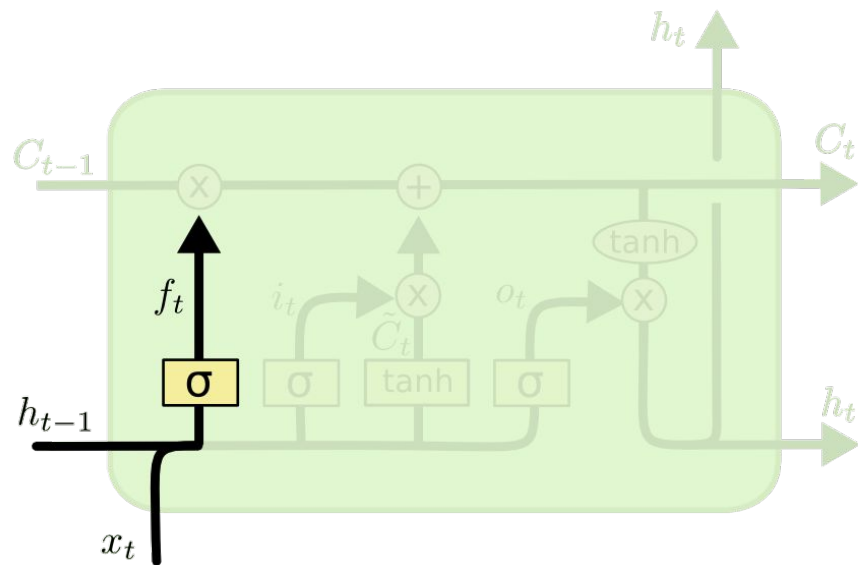 h_t
C_{t-1} C_t
x +
tanh
f_t i_t x o_t x
C̃_t
σ σ tanh σ
h_{t-1} h_t
x_t